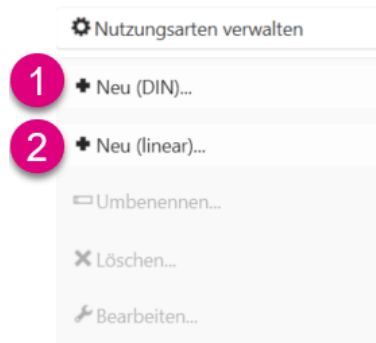 Nutzungsarten verwalten
1 Neu (DIN)...
2 Neu (linear)...
Umbenennen...
Löschen...
Bearbeiten...